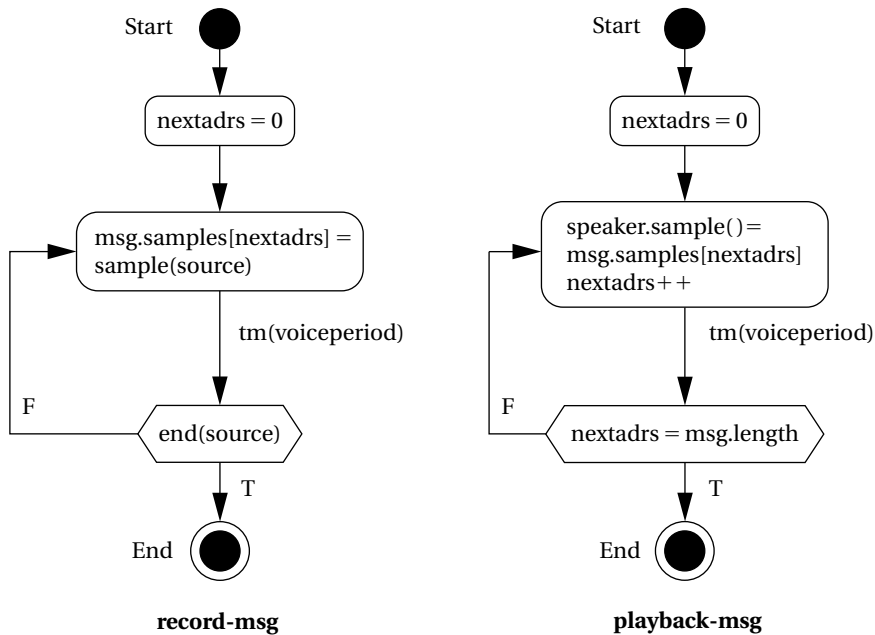 Start
nextadrs = 0
msg.samples[nextadrs] =
sample(source)
tm(voiceperiod)
F
end(source)
T
End
record-msg
Start
nextadrs = 0
speaker.sample() =
msg.samples[nextadrs]
nextadrs++
tm(voiceperiod)
F
nextadrs = msg.length
T
End
playback-msg